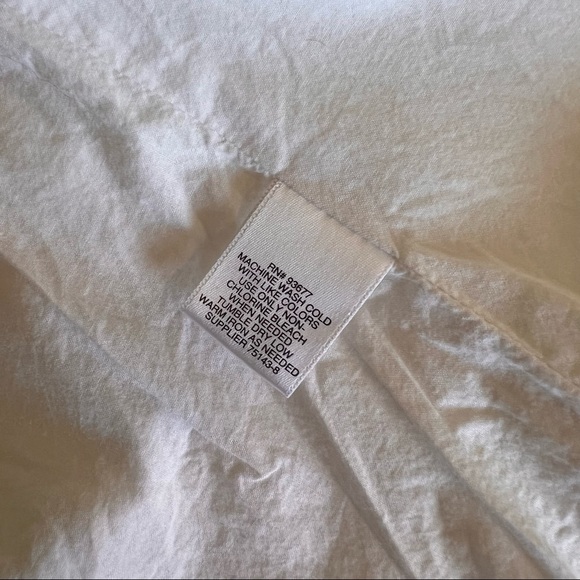 RN# 93677
MACHINE WASH COLD
WITH LIKE COLORS
USE ONLY NON-
CHLORINE BLEACH
WHEN NEEDED
TUMBLE DRY LOW
WARM IRON AS NEEDED
SUPPLIER 75143-8